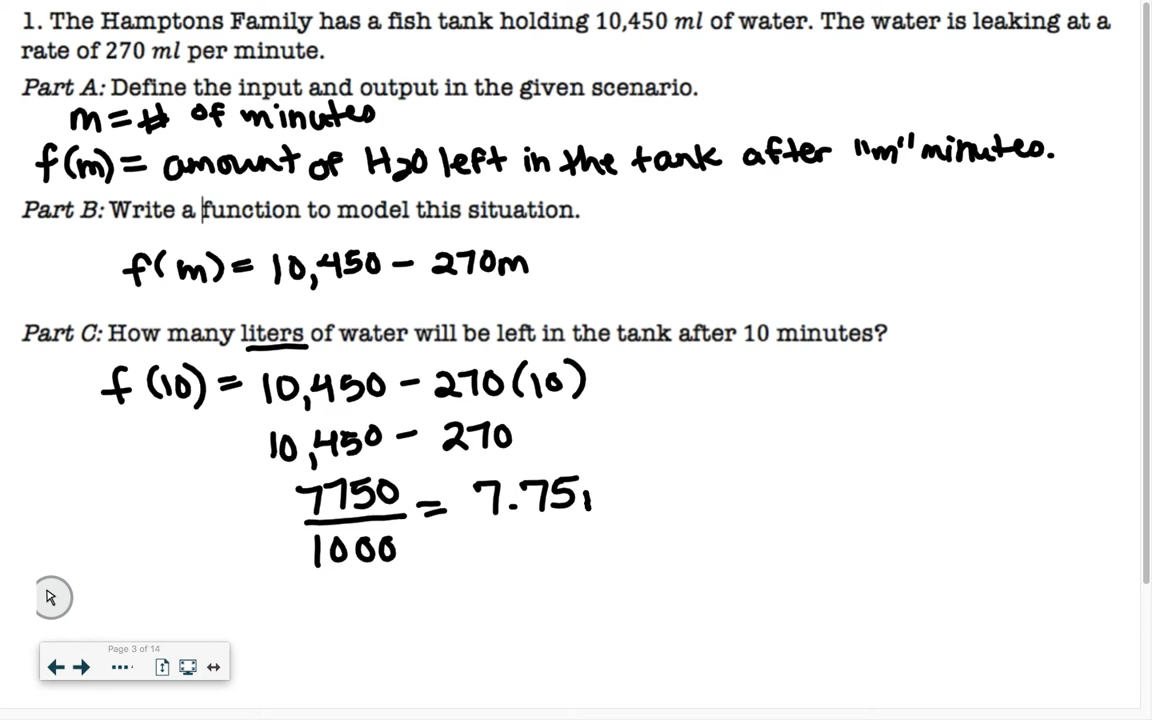 1. The Hamptons Family has a fish tank holding 10,450 ml of water. The water is leaking at a
rate of 270 ml per minute.
Part A: Define the input and output in the given scenario.
m = # of minutes
f(m) = amount of H2O left in the tank after "m" minutes.
Part B: Write a function to model this situation.
f(m) = 10,450 - 270m
Part C: How many liters of water will be left in the tank after 10 minutes?
f(10) = 10,450 - 270(10)
10,450 - 270
7750
1000
= 7.75
Page 3 of 14